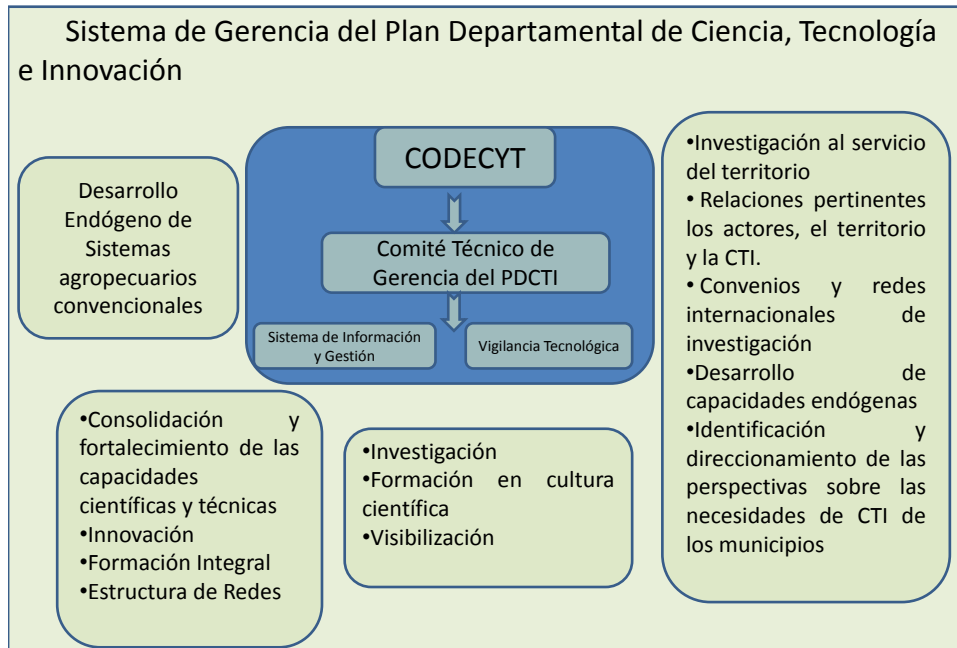 Sistema de Gerencia del Plan Departamental de Ciencia, Tecnología
e Innovación
Desarrollo
Endógeno de
Sistemas
agropecuarios
convencionales
CODECYT
Comité Técnico de
Gerencia del PDCTI
Sistema de Información
y Gestión
Vigilancia Tecnológica
•Investigación al servicio
del territorio
• Relaciones pertinentes
los actores, el territorio
y la CTI.
• Convenios y redes
internacionales de
investigación
•Desarrollo de
capacidades endógenas
•Identificación y
direccionamiento de las
perspectivas sobre las
necesidades de CTI de
los municipios
•Consolidación y
fortalecimiento de las
capacidades
científicas y técnicas
•Innovación
•Formación Integral
•Estructura de Redes
•Investigación
•Formación en cultura
científica
•Visibilización